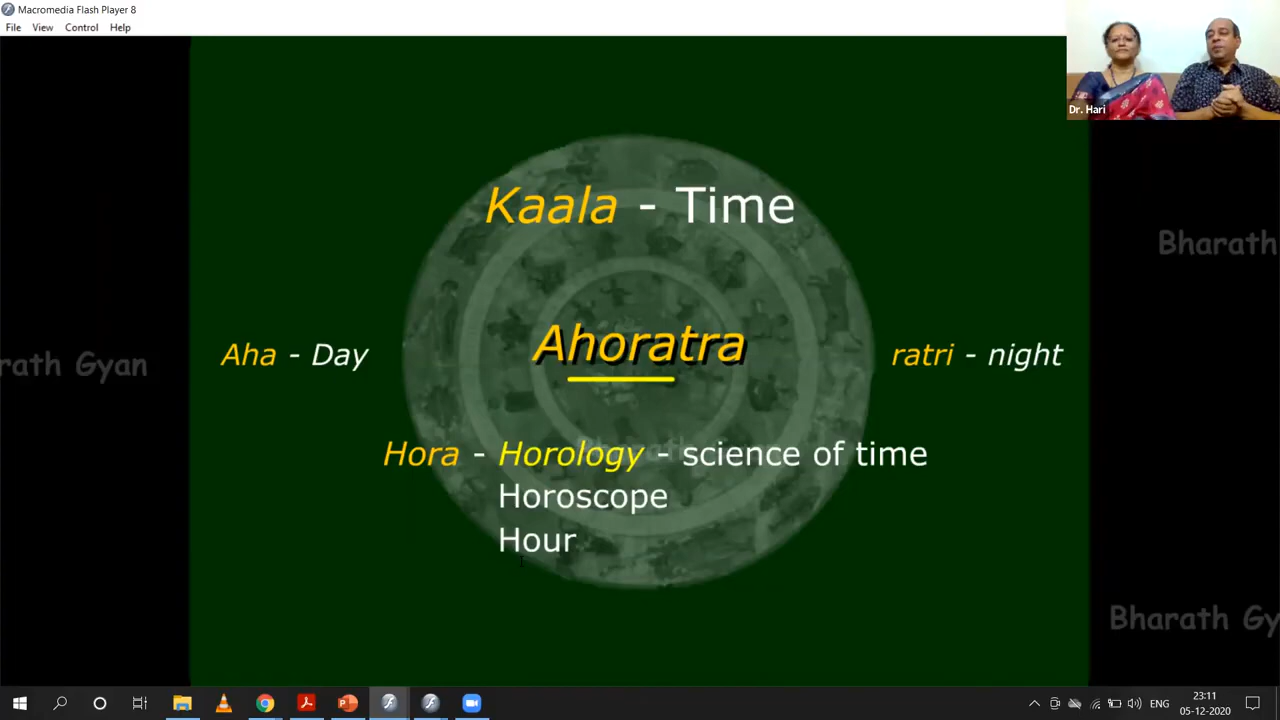 Macromedia Flash Player 8
File View Control Help
Dr. Hari
Kaala - Time
Bharath
Ahoratra
Aha - Day
ratri - night
rath Gyan
Hora - Horology - science of time
Horoscope
Hour
Bharath Gy
ENG
23:11
05-12-2020